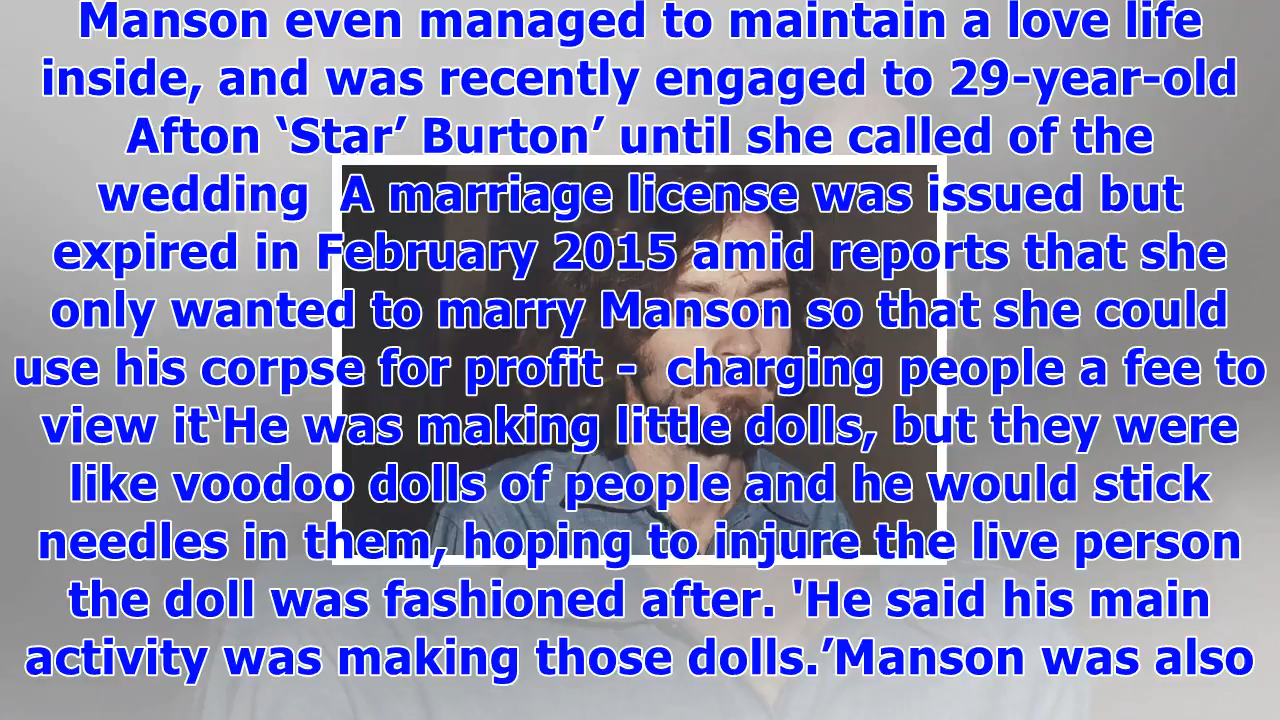 Manson even managed to maintain a love life
inside, and was recently engaged to 29-year-old
Afton ‘Star’ Burton’ until she called of the
wedding  A marriage license was issued but
expired in February 2015 amid reports that she
only wanted to marry Manson so that she could
use his corpse for profit -  charging people a fee to
view it‘He was making little dolls, but they were
like voodoo dolls of people and he would stick
needles in them, hoping to injure the live person
the doll was fashioned after. 'He said his main
activity was making those dolls.’Manson was also